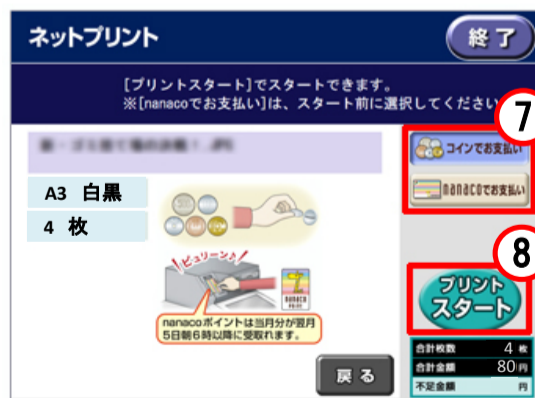 ネットプリント
終了
[プリントスタート]でスタートできます。
※[nanacoでお支払い]は、スタート前に選択してください
7
コインでお支払い
nanacoでお支払い
A3 白黒
4 枚
ピュリーン♪
nanacoポイントは当月分が翌月
5日朝6時以降に受取れます。
8
プリント
スタート
戻る
合計枚数 4 枚
合計金額 80 円
不足金額 円